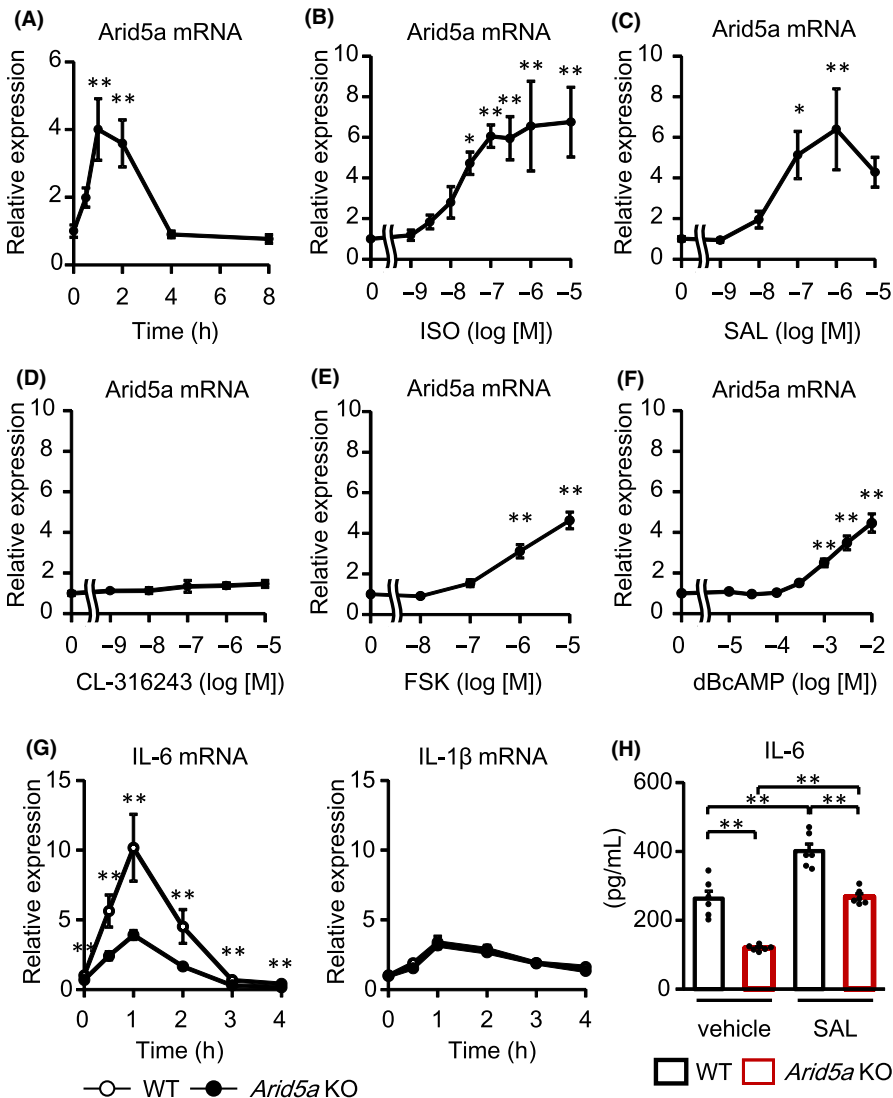 (A)
Arid5a mRNA
Relative expression
6
4
2
0
**
**
0 2 4 6 8
Time (h)
(B)
Arid5a mRNA
Relative expression
10
8
6
4
2
0
*
**
**
**
**
0 −9 −8 −7 −6 −5
ISO (log [M])
(C)
Arid5a mRNA
Relative expression
10
8
6
4
2
0
*
**
0 −9 −8 −7 −6 −5
SAL (log [M])
(D)
Arid5a mRNA
Relative expression
10
8
6
4
2
0
0 −9 −8 −7 −6 −5
CL-316243 (log [M])
(E)
Arid5a mRNA
Relative expression
10
8
6
4
2
0
**
**
0 −8 −7 −6 −5
FSK (log [M])
(F)
Arid5a mRNA
Relative expression
10
8
6
4
2
0
**
**
**
0 −5 −4 −3 −2
dBcAMP (log [M])
(G)
IL-6 mRNA
Relative expression
15
10
5
0
**
**
**
**
**
**
0 1 2 3 4
Time (h)
IL-1β mRNA
Relative expression
15
10
5
0
0 1 2 3 4
Time (h)
WT Arid5a KO
(H)
IL-6
(pg/mL)
600
400
200
0
**
**
**
**
vehicle SAL
WT Arid5a KO